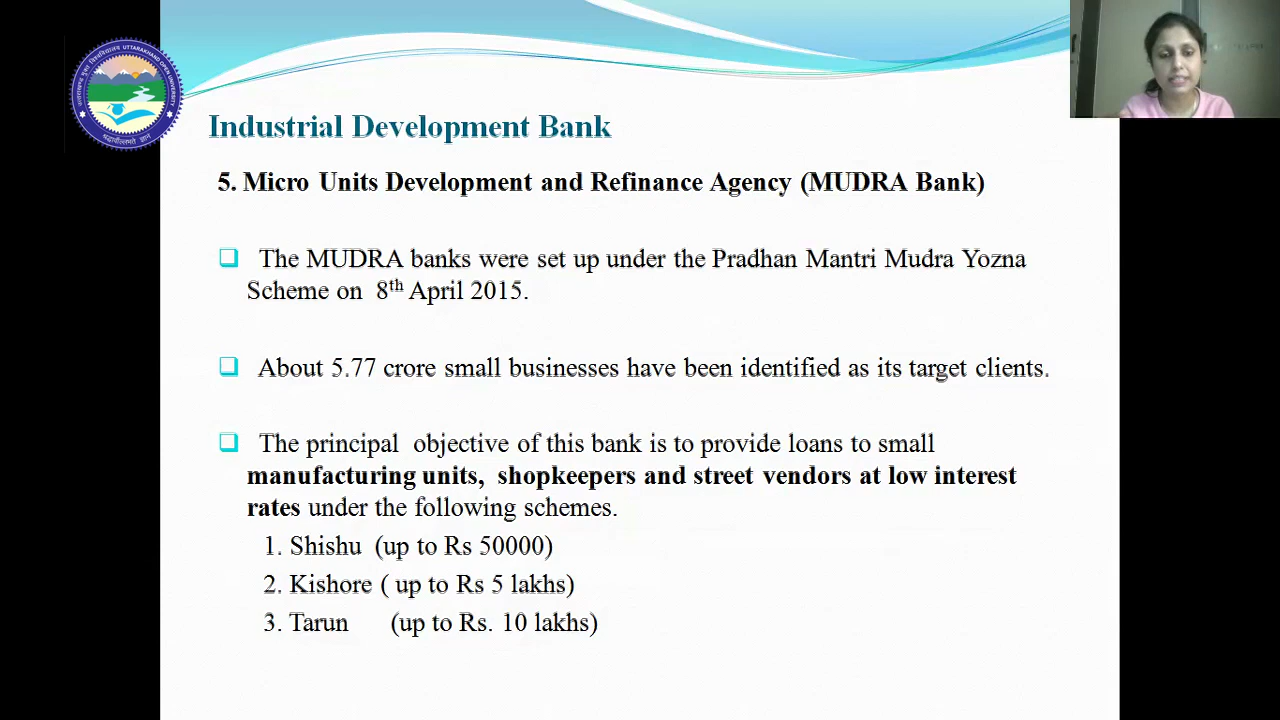 UTTARAKHAND OPEN UNIVERSITY
Industrial Development Bank
5. Micro Units Development and Refinance Agency (MUDRA Bank)
The MUDRA banks were set up under the Pradhan Mantri Mudra Yozna
Scheme on 8th April 2015.
About 5.77 crore small businesses have been identified as its target clients.
The principal objective of this bank is to provide loans to small
manufacturing units, shopkeepers and street vendors at low interest
rates under the following schemes.
1. Shishu (up to Rs 50000)
2. Kishore ( up to Rs 5 lakhs)
3. Tarun (up to Rs. 10 lakhs)